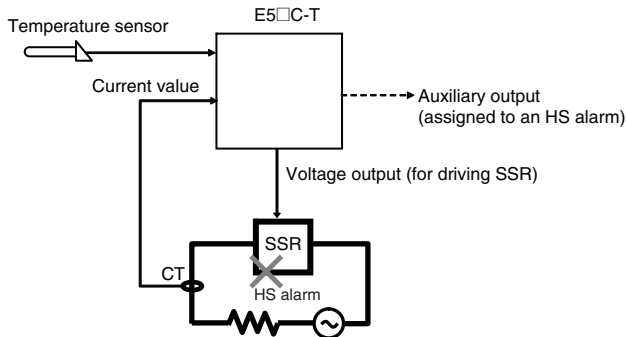 E5□C-T
Temperature sensor
Current value
Auxiliary output
(assigned to an HS alarm)
Voltage output (for driving SSR)
SSR
CT
HS alarm